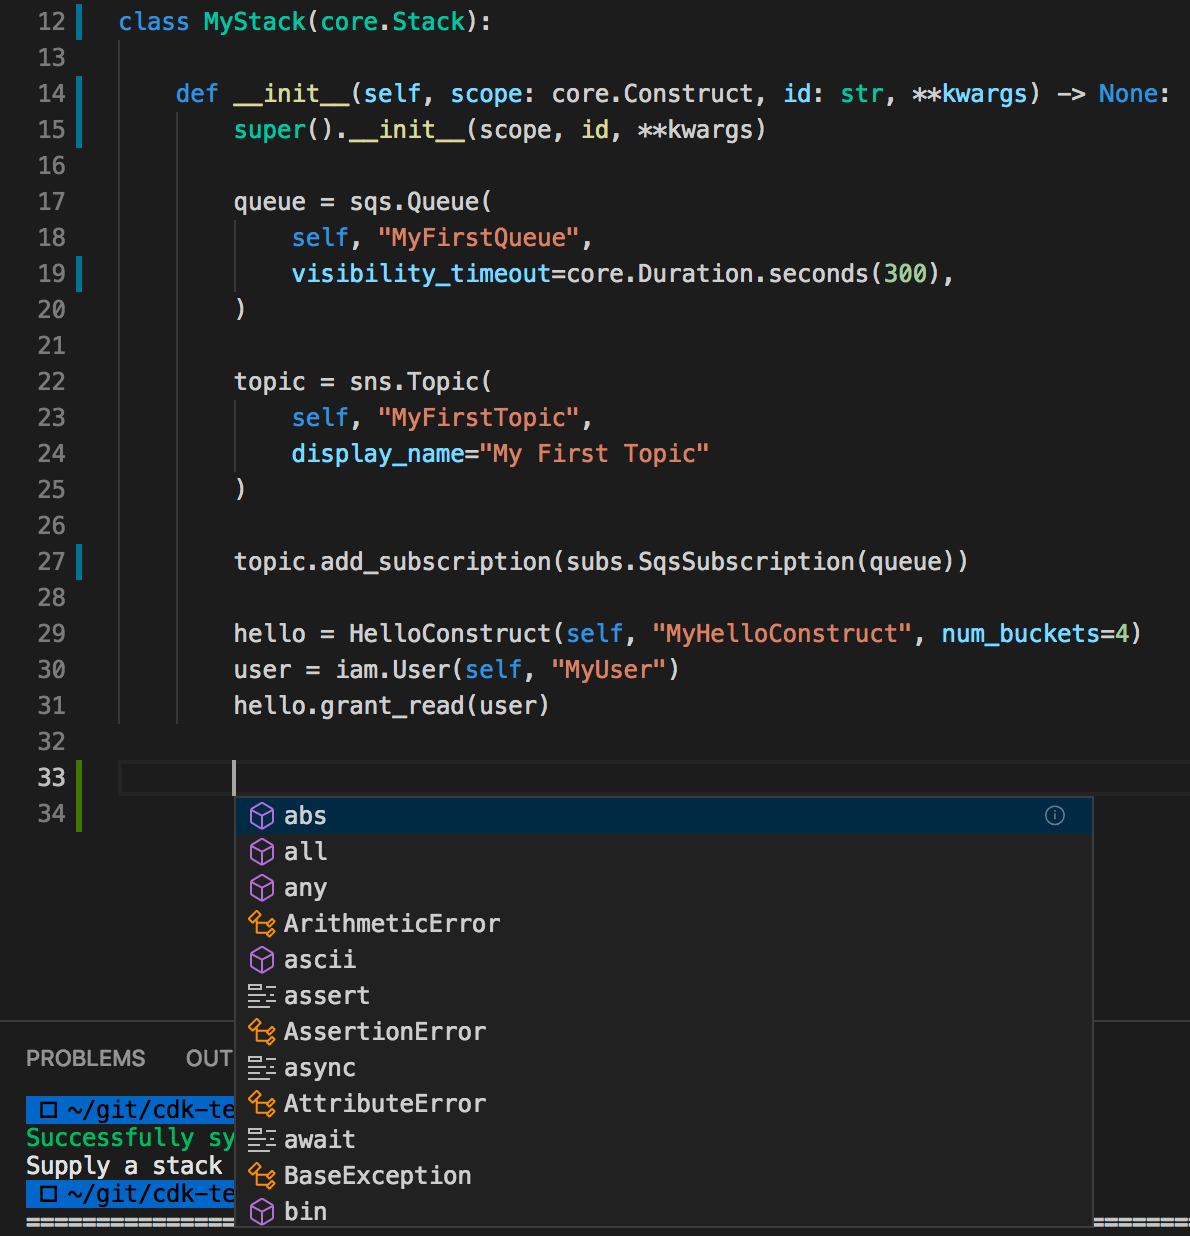 12 class MyStack(core.Stack):
13
14 def __init__(self, scope: core.Construct, id: str, **kwargs) -> None:
15 super().__init__(scope, id, **kwargs)
16
17 queue = sqs.Queue(
18 self, "MyFirstQueue",
19 visibility_timeout=core.Duration.seconds(300),
20 )
21
22 topic = sns.Topic(
23 self, "MyFirstTopic",
24 display_name="My First Topic"
25 )
26
27 topic.add_subscription(subs.SqsSubscription(queue))
28
29 hello = HelloConstruct(self, "MyHelloConstruct", num_buckets=4)
30 user = iam.User(self, "MyUser")
31 hello.grant_read(user)
32
33
34
abs
all
any
ArithmeticError
ascii
assert
AssertionError
async
AttributeError
await
BaseException
bin
PROBLEMS OUT
~/git/cdk-te
Successfully sy
Supply a stack
~/git/cdk-te